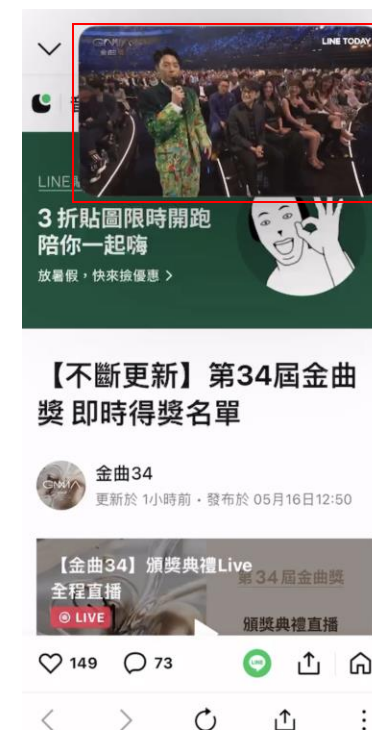 GMA
LINE TODAY
LINE
3 折貼圖限時開跑
陪你一起嗨
放暑假，快來撿優惠 >
【不斷更新】第34屆金曲
獎 即時得獎名單
GMA
金曲34
更新於 1小時前・發布於 05月16日12:50
【金曲34】頒獎典禮Live
全程直播
LIVE
第 34 屆金曲獎
頒獎典禮直播
149
73
LINE